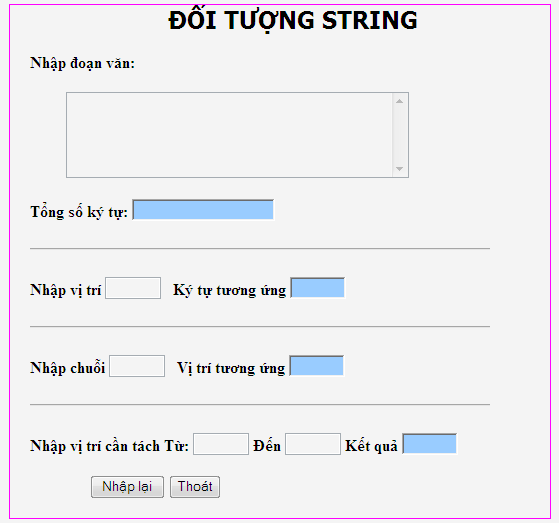 ĐỐI TƯỢNG STRING
Nhập đoạn văn:
Tổng số ký tự:
Nhập vị trí Ký tự tương ứng
Nhập chuỗi Vị trí tương ứng
Nhập vị trí cần tách Từ: Đến Kết quả
Nhập lại Thoát